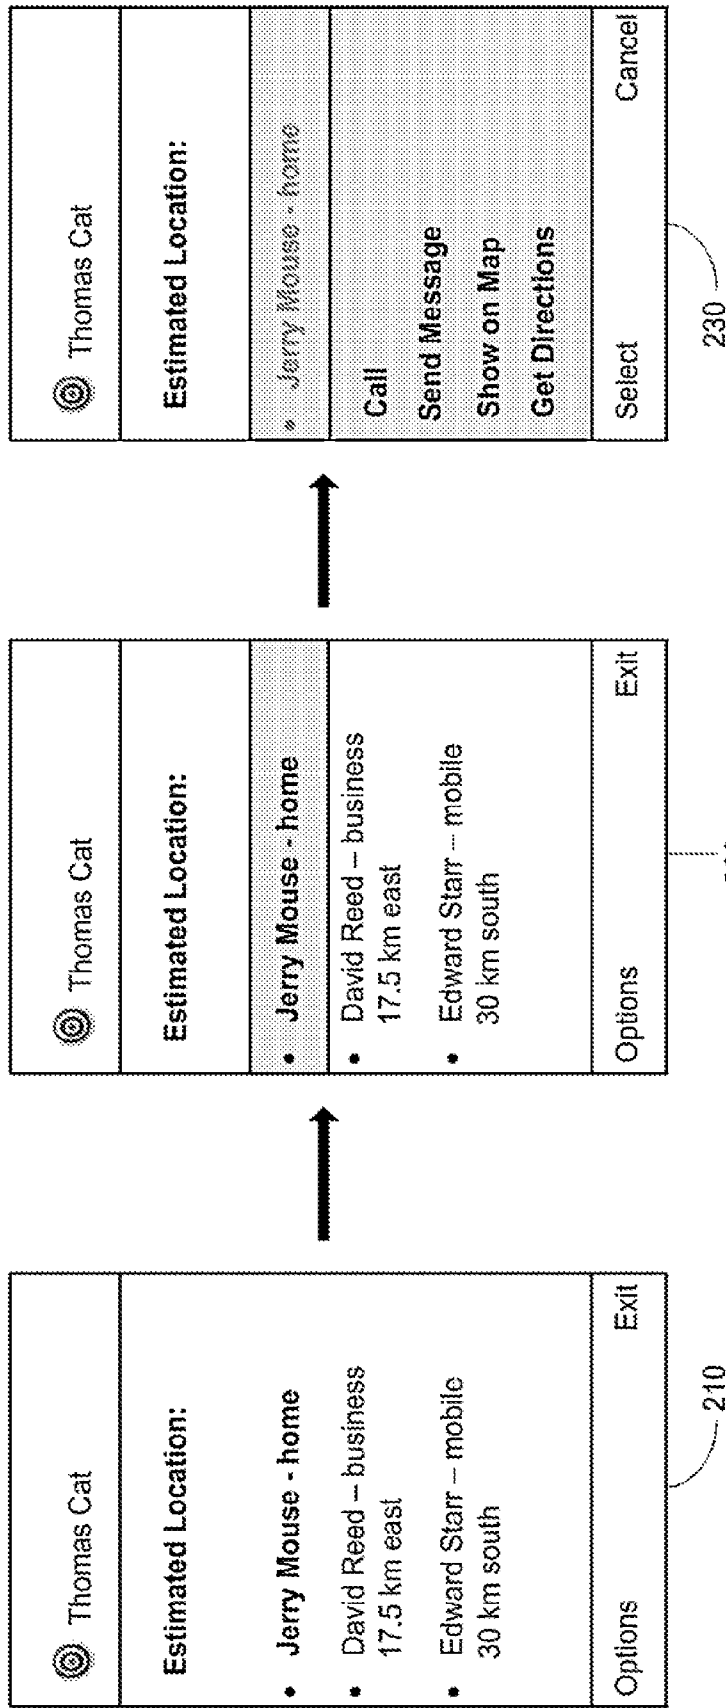 Thomas Cat
Estimated Location:
• Jerry Mouse - home
• David Reed – business
17.5 km east
• Edward Starr – mobile
30 km south
Options Exit
210
Thomas Cat
Estimated Location:
• Jerry Mouse - home
• David Reed – business
17.5 km east
• Edward Starr – mobile
30 km south
Options Exit
Thomas Cat
Estimated Location:
• Jerry Mouse - home
Call
Send Message
Show on Map
Get Directions
Select Cancel
230